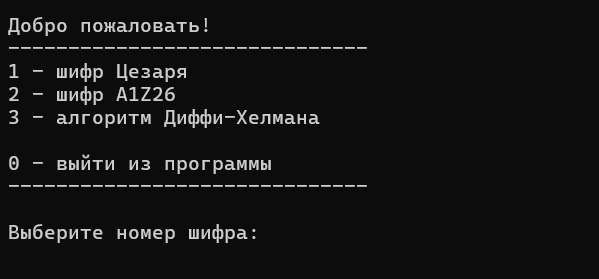 Добро пожаловать!
------------------------------
1 - шифр Цезаря
2 - шифр A1Z26
3 - алгоритм Диффи-Хелмана
0 - выйти из программы
------------------------------
Выберите номер шифра: